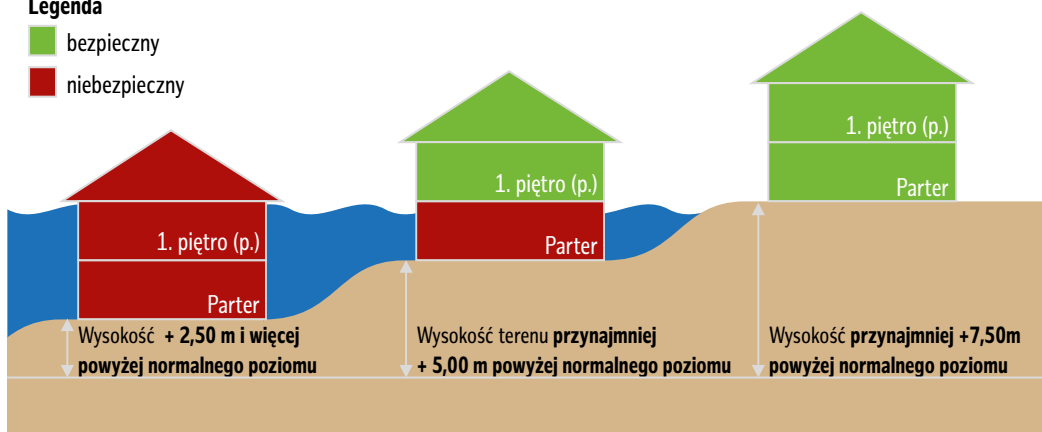 Legenda
bezpieczny
niebezpieczny
1. piętro (p.)
Parter
Wysokość + 2,50 m i więcej
powyżej normalnego poziomu
1. piętro (p.)
Parter
Wysokość terenu przynajmniej
+ 5,00 m powyżej normalnego poziomu
1. piętro (p.)
Parter
Wysokość przynajmniej +7,50m
powyżej normalnego poziomu